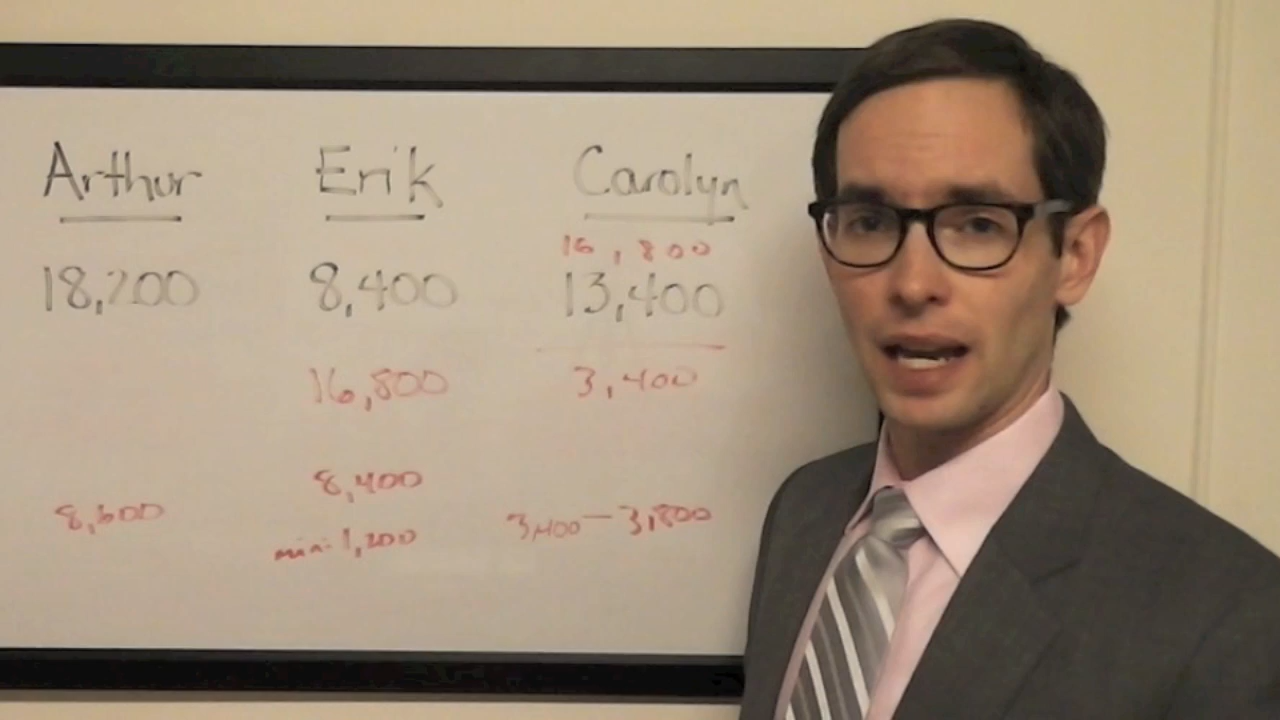 Arthur Erik Carolyn
16,800
18,200 8,400 13,400
16,800 3,400
8,400
8,600 3,400-3,800
min 1,200